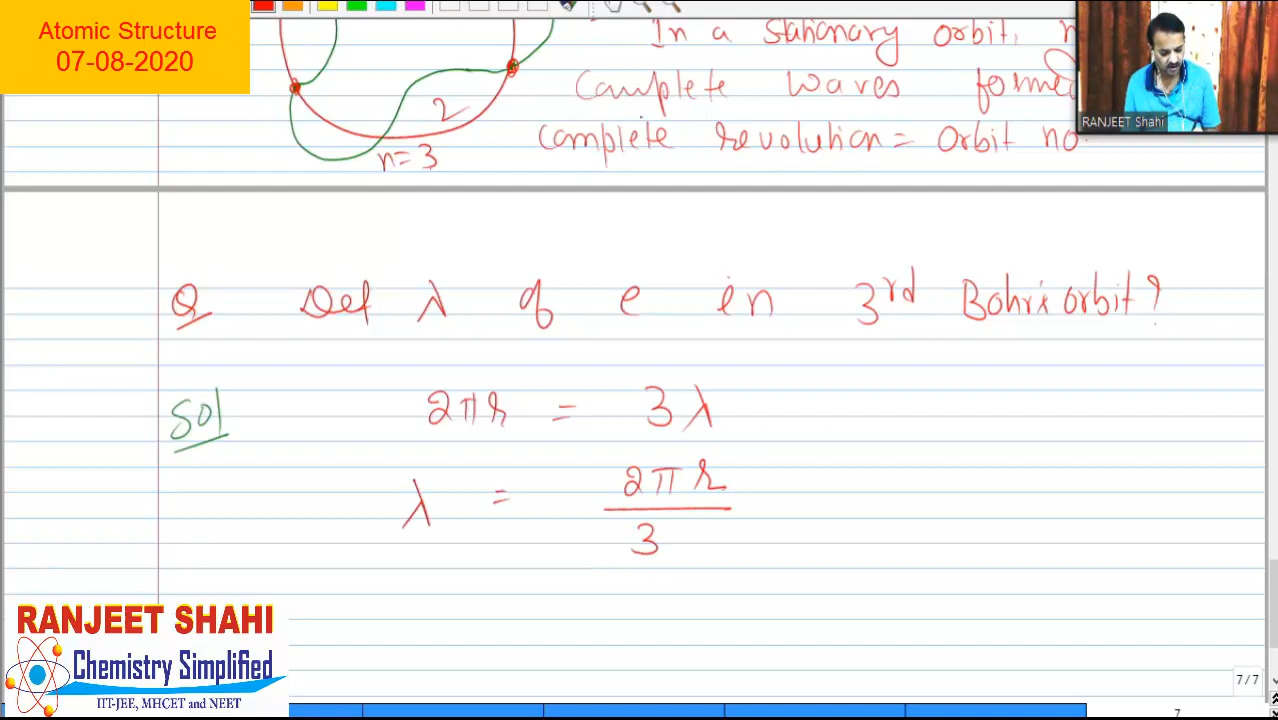 Atomic Structure
07-08-2020
In a stationary orbit,
Complete waves formed
Complete revolution = Orbit no.
2
n=3
RANJEET Shahi
Q Def λ of e in 3rd Bohr's orbit?
Sol 2πr = 3λ
λ = 2πr
3
RANJEET SHAHI
Chemistry Simplified
IIT-JEE, MHCET and NEET
7/7
7